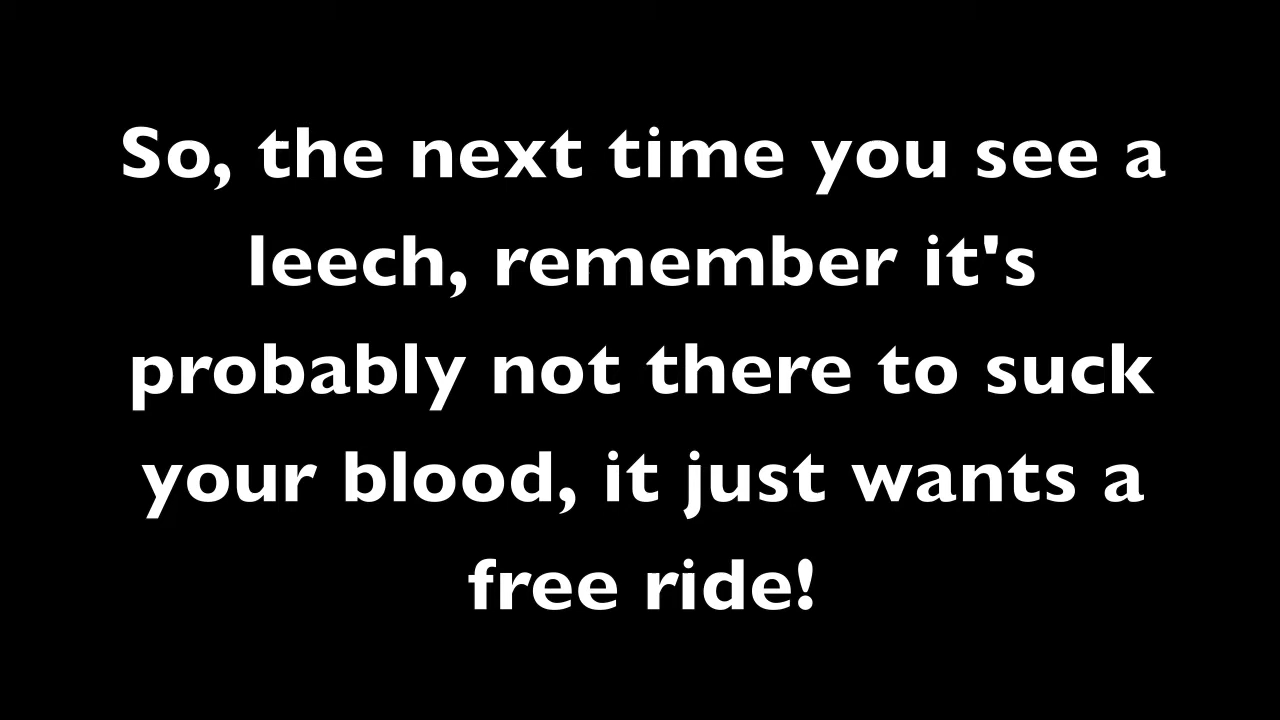 So, the next time you see a
leech, remember it's
probably not there to suck
your blood, it just wants a
free ride!